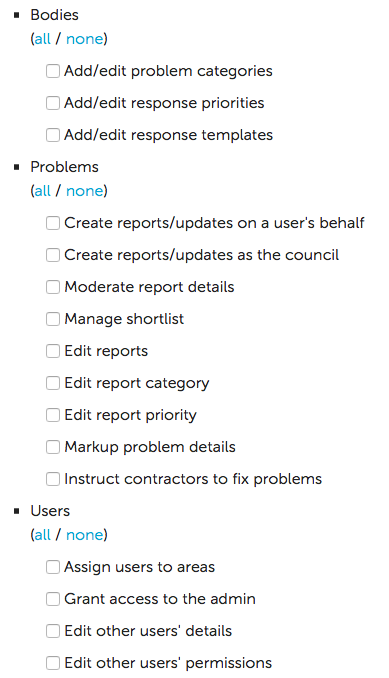 Bodies
(all / none)
Add/edit problem categories
Add/edit response priorities
Add/edit response templates
Problems
(all / none)
Create reports/updates on a user's behalf
Create reports/updates as the council
Moderate report details
Manage shortlist
Edit reports
Edit report category
Edit report priority
Markup problem details
Instruct contractors to fix problems
Users
(all / none)
Assign users to areas
Grant access to the admin
Edit other users' details
Edit other users' permissions